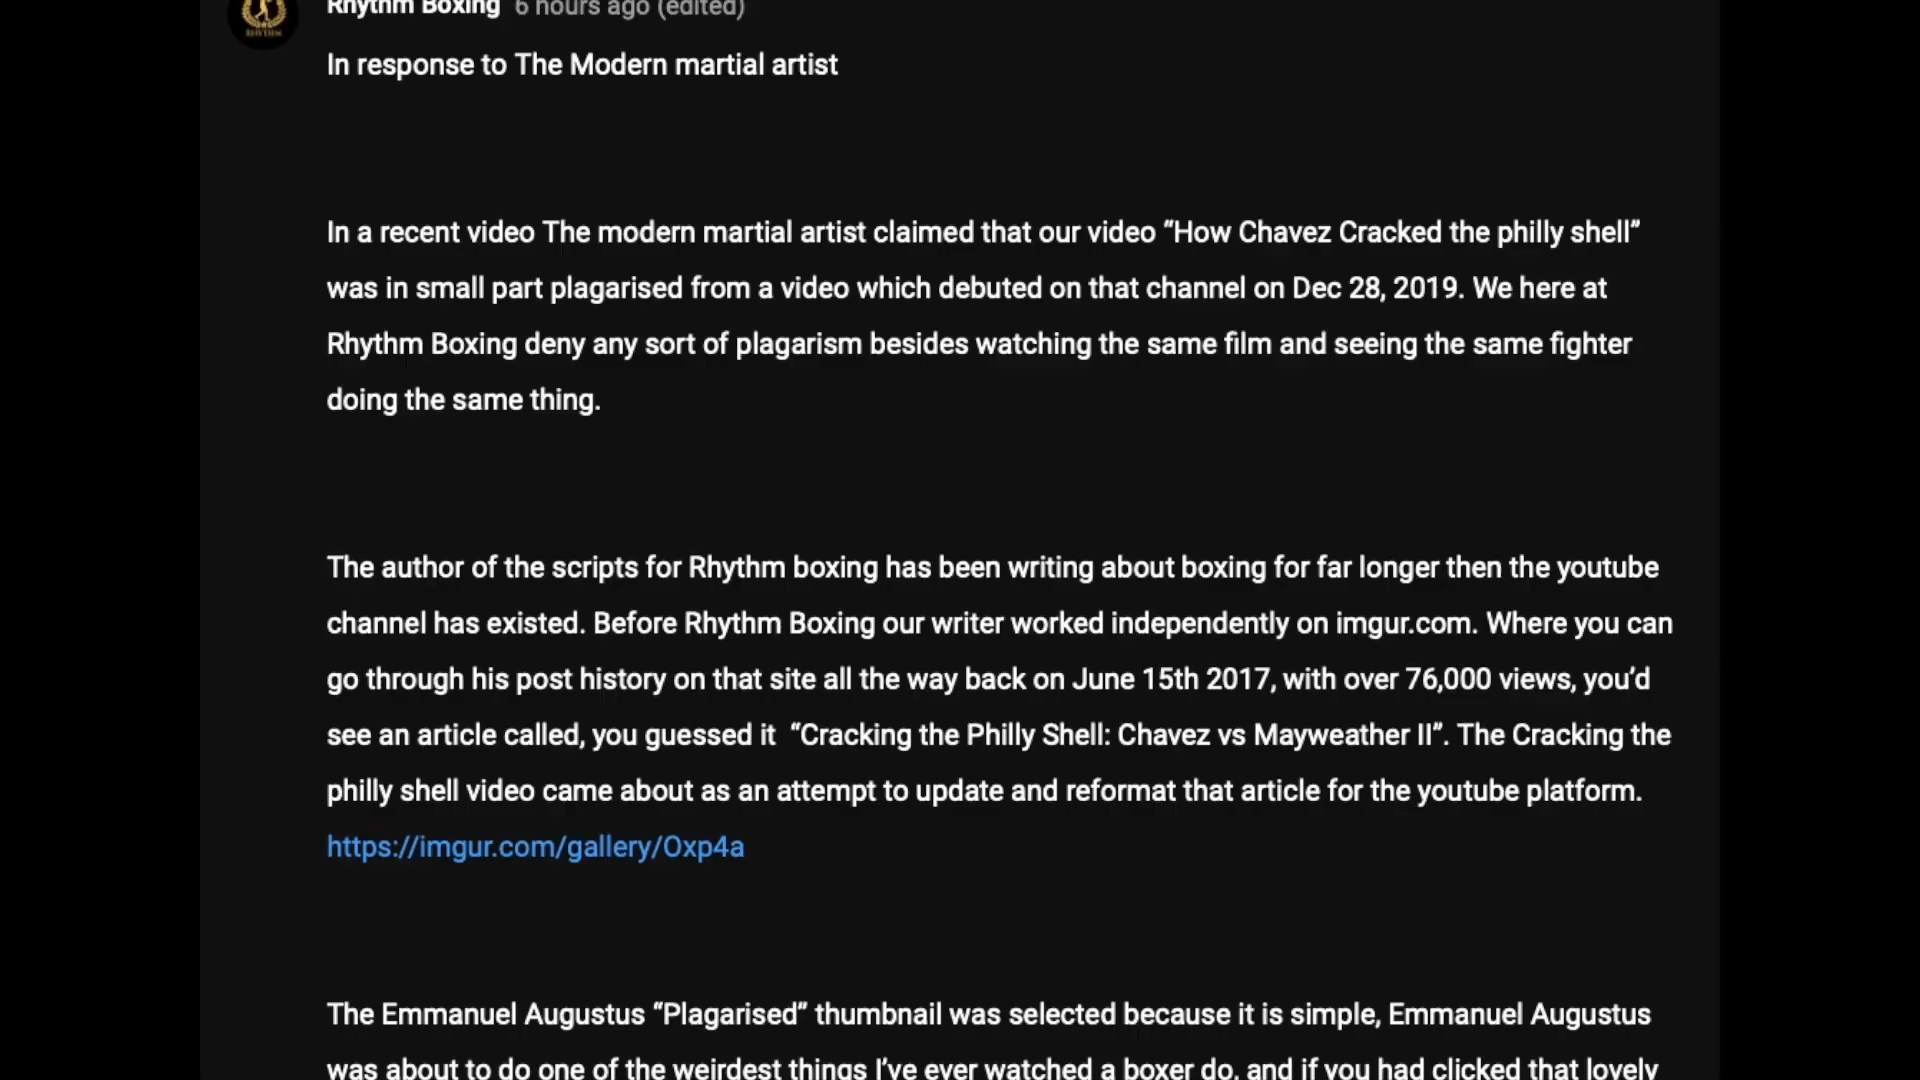 Rhythm Boxing 6 hours ago (edited)
RHYTHM
In response to The Modern martial artist
In a recent video The modern martial artist claimed that our video “How Chavez Cracked the philly shell”
was in small part plagarised from a video which debuted on that channel on Dec 28, 2019. We here at
Rhythm Boxing deny any sort of plagarism besides watching the same film and seeing the same fighter
doing the same thing.
The author of the scripts for Rhythm boxing has been writing about boxing for far longer then the youtube
channel has existed. Before Rhythm Boxing our writer worked independently on imgur.com. Where you can
go through his post history on that site all the way back on June 15th 2017, with over 76,000 views, you’d
see an article called, you guessed it “Cracking the Philly Shell: Chavez vs Mayweather II”. The Cracking the
philly shell video came about as an attempt to update and reformat that article for the youtube platform.
https://imgur.com/gallery/Oxp4a
The Emmanuel Augustus “Plagarised” thumbnail was selected because it is simple, Emmanuel Augustus
was about to do one of the weirdest things I’ve ever watched a boxer do, and if you had clicked that lovely